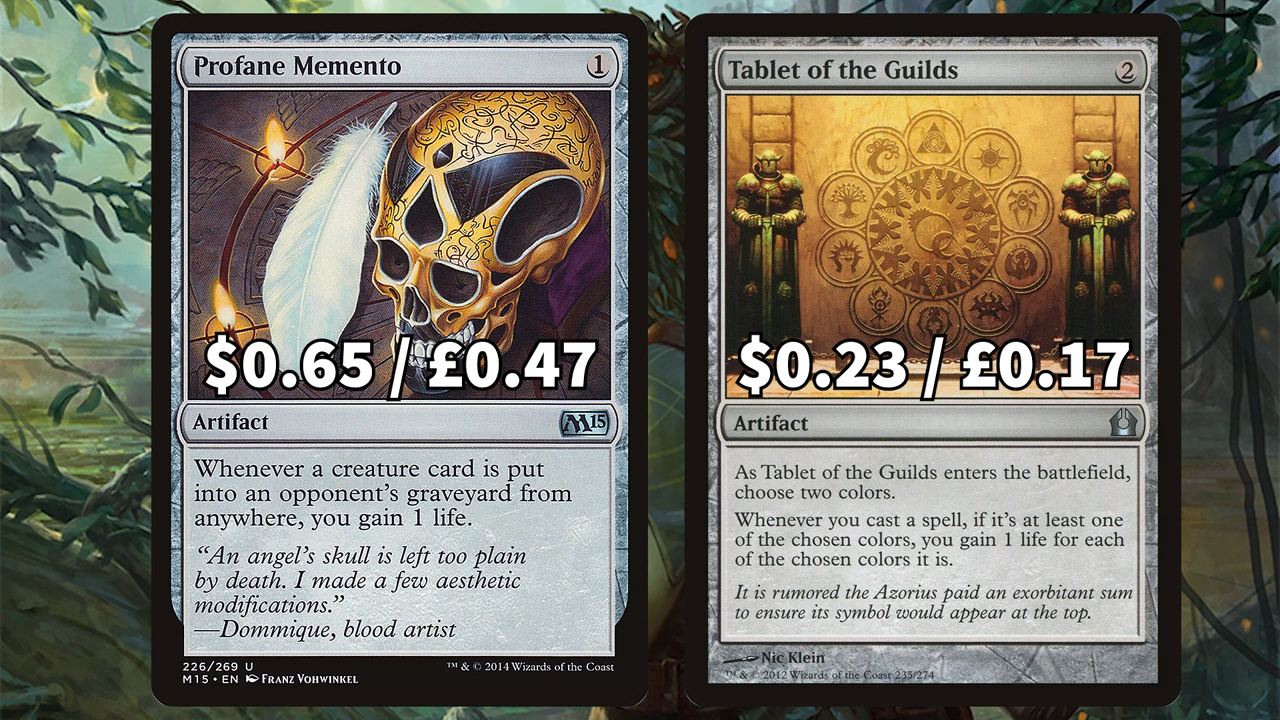 Profane Memento 1
$0.65 / £0.47
Artifact M15
Whenever a creature card is put
into an opponent's graveyard from
anywhere, you gain 1 life.
"An angel's skull is left too plain
by death. I made a few aesthetic
modifications."
—Dommique, blood artist
226/269 U
M15 • EN Franz Vohwinkel
™ & © 2014 Wizards of the Coast
Tablet of the Guilds 2
$0.23 / £0.17
Artifact
As Tablet of the Guilds enters the battlefield,
choose two colors.
Whenever you cast a spell, if it's at least one
of the chosen colors, you gain 1 life for each
of the chosen colors it is.
It is rumored the Azorius paid an exorbitant sum
to ensure its symbol would appear at the top.
Nic Klein
™ & © 2012 Wizards of the Coast 235/274